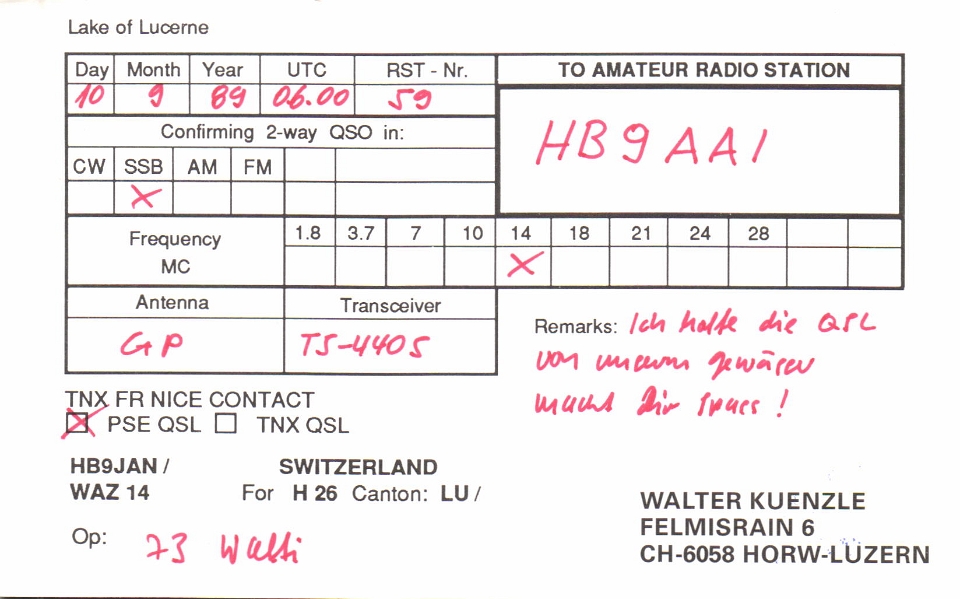 Lake of Lucerne
Day Month Year UTC RST - Nr. TO AMATEUR RADIO STATION
10 9 89 06.00 59
HB9AAI
Confirming 2-way QSO in:
CW SSB AM FM
X
Frequency MC 1.8 3.7 7 10 14 18 21 24 28
X
Antenna Transceiver
GP TS-440S
Remarks: Ich hoffe die QSL
von gewässer
macht Dir spass!
TNX FR NICE CONTACT
X PSE QSL TNX QSL
HB9JAN / SWITZERLAND
WAZ 14 For H 26 Canton: LU /
Op: 73 Walti
WALTER KUENZLE
FELMISRAIN 6
CH-6058 HORW-LUZERN